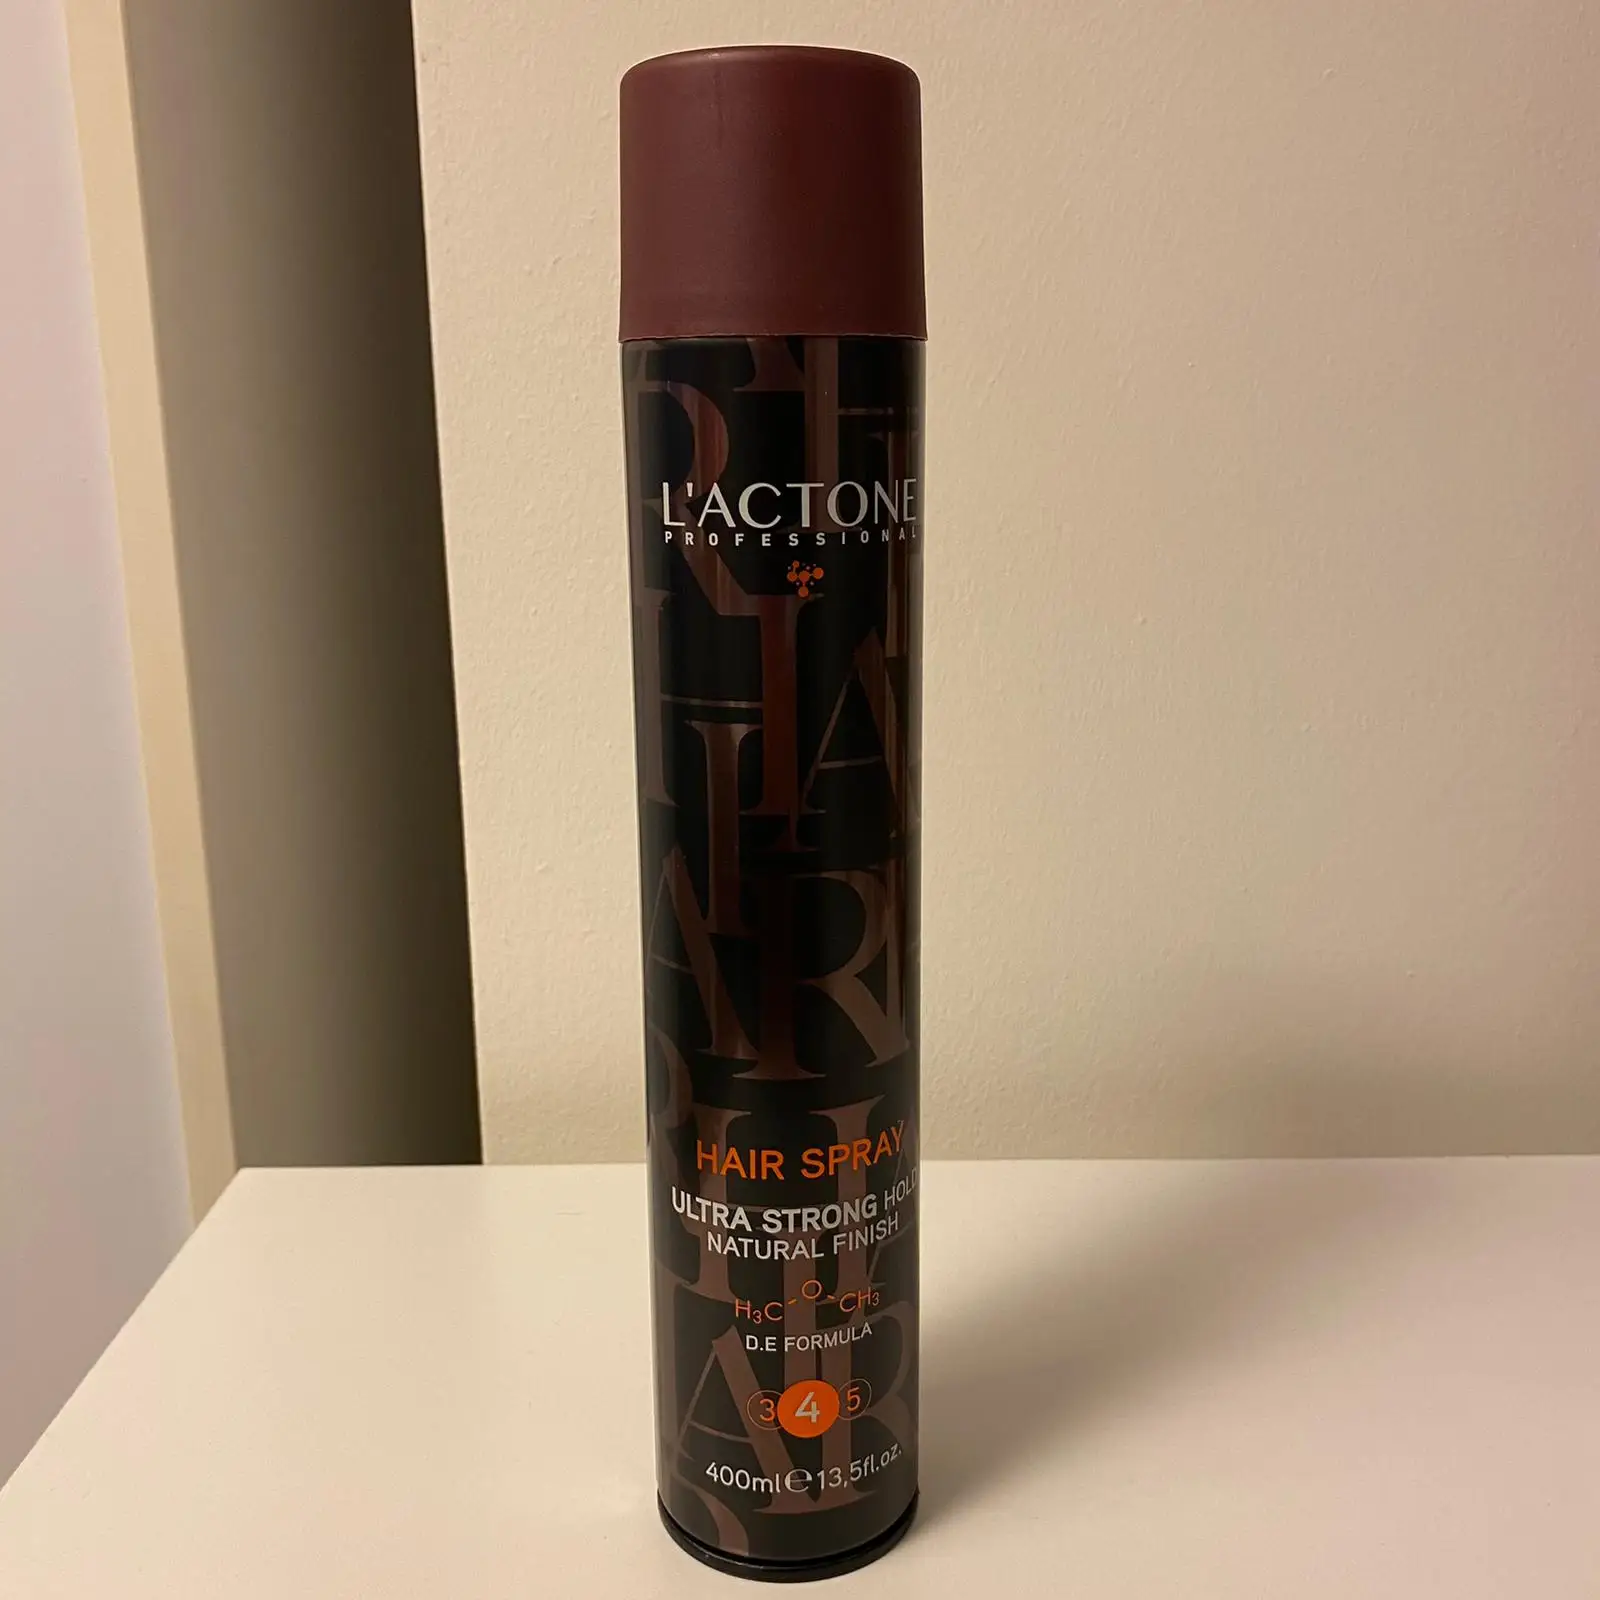 L'ACTONE
PROFESSIONAL
HAIR SPRAY
ULTRA STRONG HOLD
NATURAL FINISH
O
H₃C CH₃
D.E FORMULA
3 4 5
400ml ℮ 13,5fl.oz.